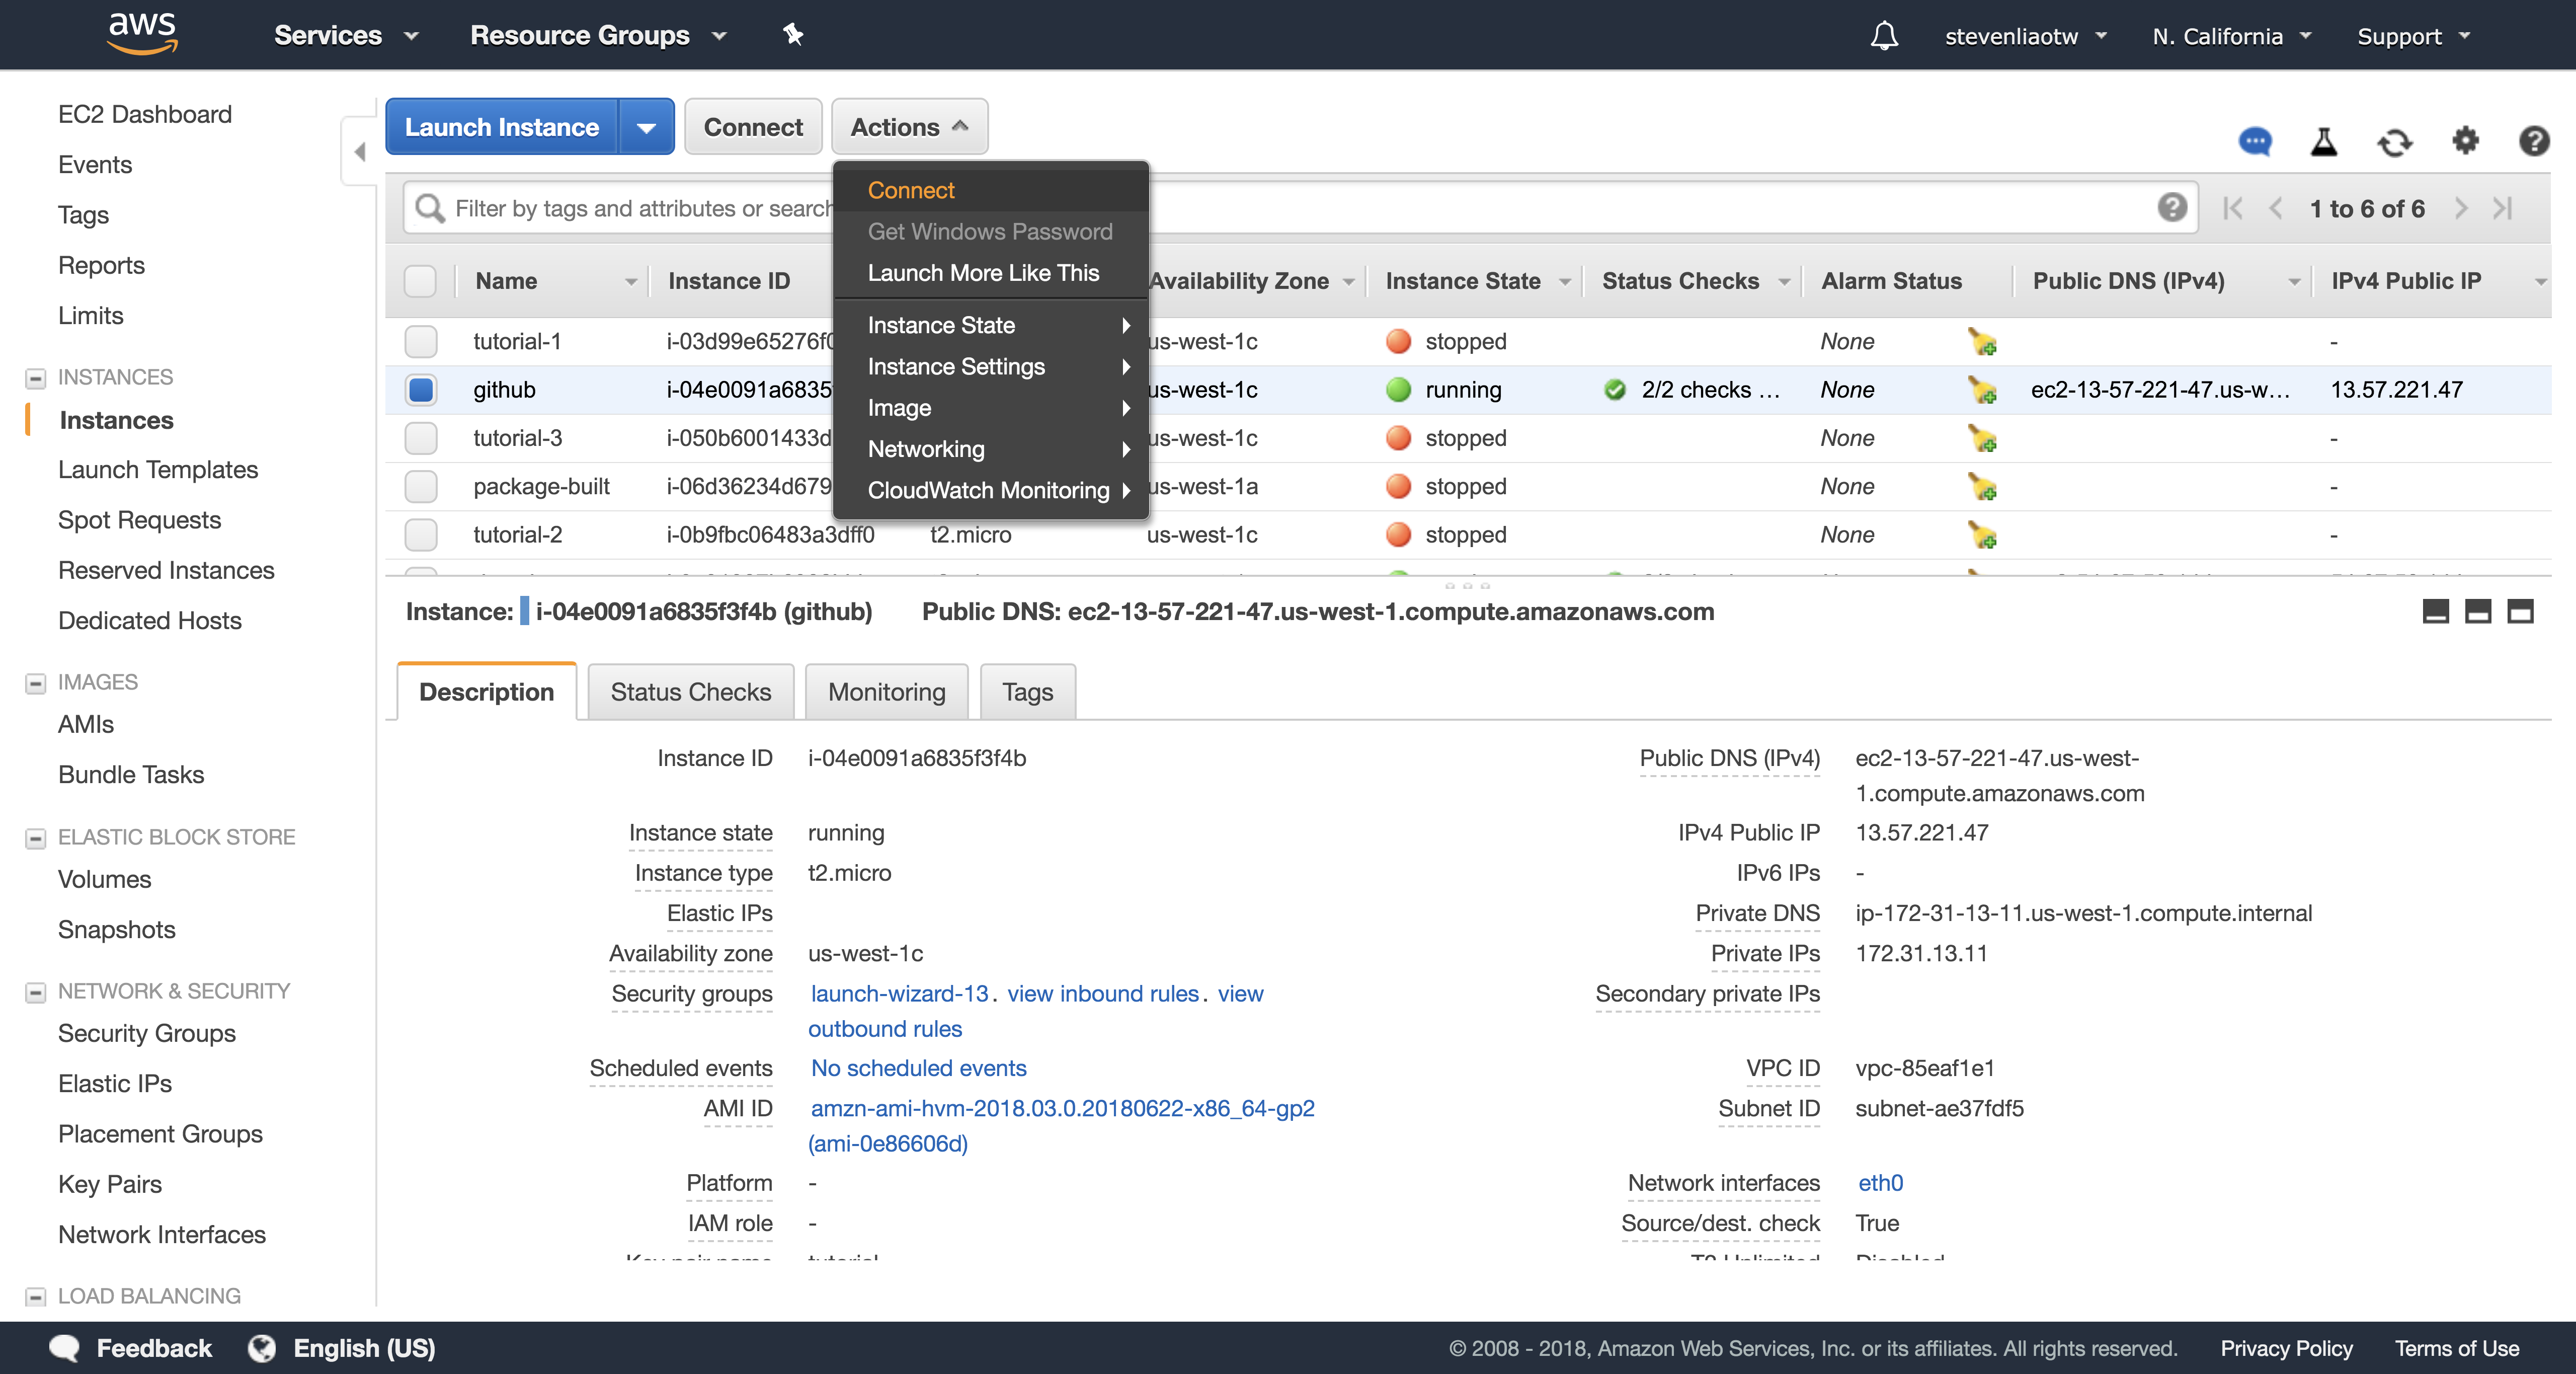 aws Services Resource Groups stevenliaotw N. California Support
EC2 Dashboard
Events
Tags
Reports
Limits
INSTANCES
Instances
Launch Templates
Spot Requests
Reserved Instances
Dedicated Hosts
IMAGES
AMIs
Bundle Tasks
ELASTIC BLOCK STORE
Volumes
Snapshots
NETWORK & SECURITY
Security Groups
Elastic IPs
Placement Groups
Key Pairs
Network Interfaces
LOAD BALANCING
Launch Instance Connect Actions
Connect
Get Windows Password
Launch More Like This
Instance State
Instance Settings
Image
Networking
CloudWatch Monitoring
Filter by tags and attributes or search 1 to 6 of 6
Name Instance ID Availability Zone Instance State Status Checks Alarm Status Public DNS (IPv4) IPv4 Public IP
tutorial-1 i-03d99e65276f0 us-west-1c stopped None -
github i-04e0091a6835 us-west-1c running 2/2 checks ... None ec2-13-57-221-47.us-w... 13.57.221.47
tutorial-3 i-050b6001433d us-west-1c stopped None -
package-built i-06d36234d679 us-west-1a stopped None -
tutorial-2 i-0b9fbc06483a3dff0 t2.micro us-west-1c stopped None -
Instance: i-04e0091a6835f3f4b (github) Public DNS: ec2-13-57-221-47.us-west-1.compute.amazonaws.com
Description Status Checks Monitoring Tags
Instance ID i-04e0091a6835f3f4b
Instance state running
Instance type t2.micro
Elastic IPs
Availability zone us-west-1c
Security groups launch-wizard-13. view inbound rules. view
outbound rules
Scheduled events No scheduled events
AMI ID amzn-ami-hvm-2018.03.0.20180622-x86_64-gp2
(ami-0e86606d)
Platform -
IAM role -
Key pair name tutorial
Public DNS (IPv4) ec2-13-57-221-47.us-west-
1.compute.amazonaws.com
IPv4 Public IP 13.57.221.47
IPv6 IPs -
Private DNS ip-172-31-13-11.us-west-1.compute.internal
Private IPs 172.31.13.11
Secondary private IPs
VPC ID vpc-85eaf1e1
Subnet ID subnet-ae37fdf5
Network interfaces eth0
Source/dest. check True
T2 Unlimited Disabled
Feedback English (US) © 2008 - 2018, Amazon Web Services, Inc. or its affiliates. All rights reserved. Privacy Policy Terms of Use